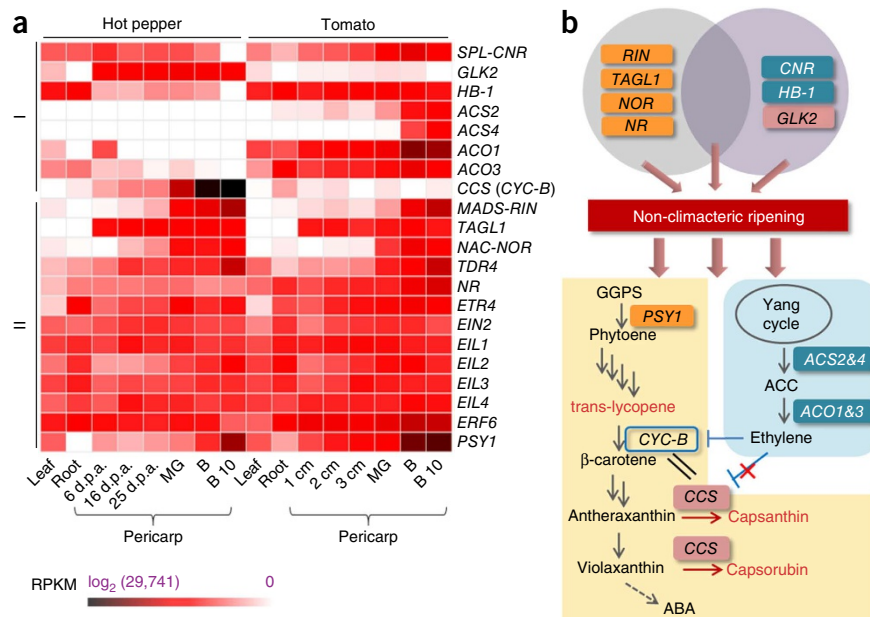 a
Hot pepper
Tomato
SPL-CNR
GLK2
HB-1
ACS2
ACS4
ACO1
ACO3
CCS (CYC-B)
MADS-RIN
TAGL1
NAC-NOR
TDR4
NR
ETR4
EIN2
EIL1
EIL2
EIL3
EIL4
ERF6
PSY1
I
II
Leaf
Root
6 d.p.a.
16 d.p.a.
25 d.p.a.
MG
B
B 10
Leaf
Root
1 cm
2 cm
3 cm
MG
B
B 10
Pericarp
Pericarp
RPKM
log₂ (29,741)
0
b
RIN
TAGL1
NOR
NR
CNR
HB-1
GLK2
Non-climacteric ripening
GGPS
PSY1
Phytoene
trans-lycopene
CYC-B
β-carotene
CCS
Antheraxanthin
Capsanthin
CCS
Violaxanthin
Capsorubin
ABA
Yang
cycle
ACS2&4
ACC
ACO1&3
Ethylene